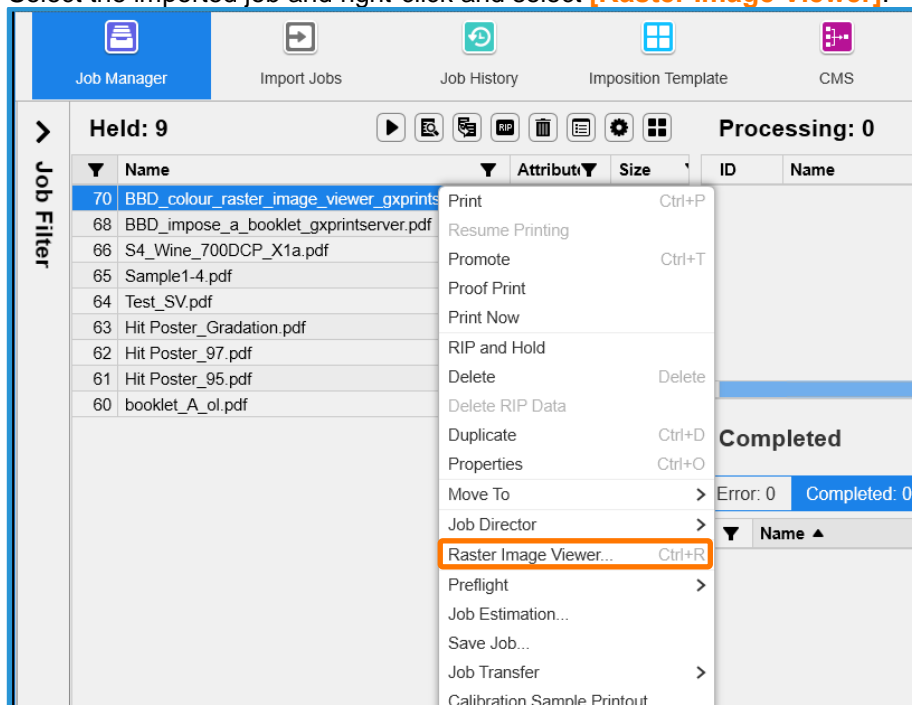 Select the imported job and right-click and select [Raster Image Viewer].
Job Manager
Import Jobs
Job History
Imposition Template
CMS
Job Filter
Held: 9
RIP
Processing: 0
Name
Attribut
Size
ID
Name
70 BBD_colour_raster_image_viewer_gxprints
68 BBD_impose_a_booklet_gxprintserver.pdf
66 S4_Wine_700DCP_X1a.pdf
65 Sample1-4.pdf
64 Test_SV.pdf
63 Hit Poster_Gradation.pdf
62 Hit Poster_97.pdf
61 Hit Poster_95.pdf
60 booklet_A_ol.pdf
Print Ctrl+P
Resume Printing
Promote Ctrl+T
Proof Print
Print Now
RIP and Hold
Delete Delete
Delete RIP Data
Duplicate Ctrl+D
Properties Ctrl+O
Move To
Job Director
Raster Image Viewer... Ctrl+R
Preflight
Job Estimation...
Save Job...
Job Transfer
Calibration Sample Printout
Completed
Error: 0
Completed: 0
Name